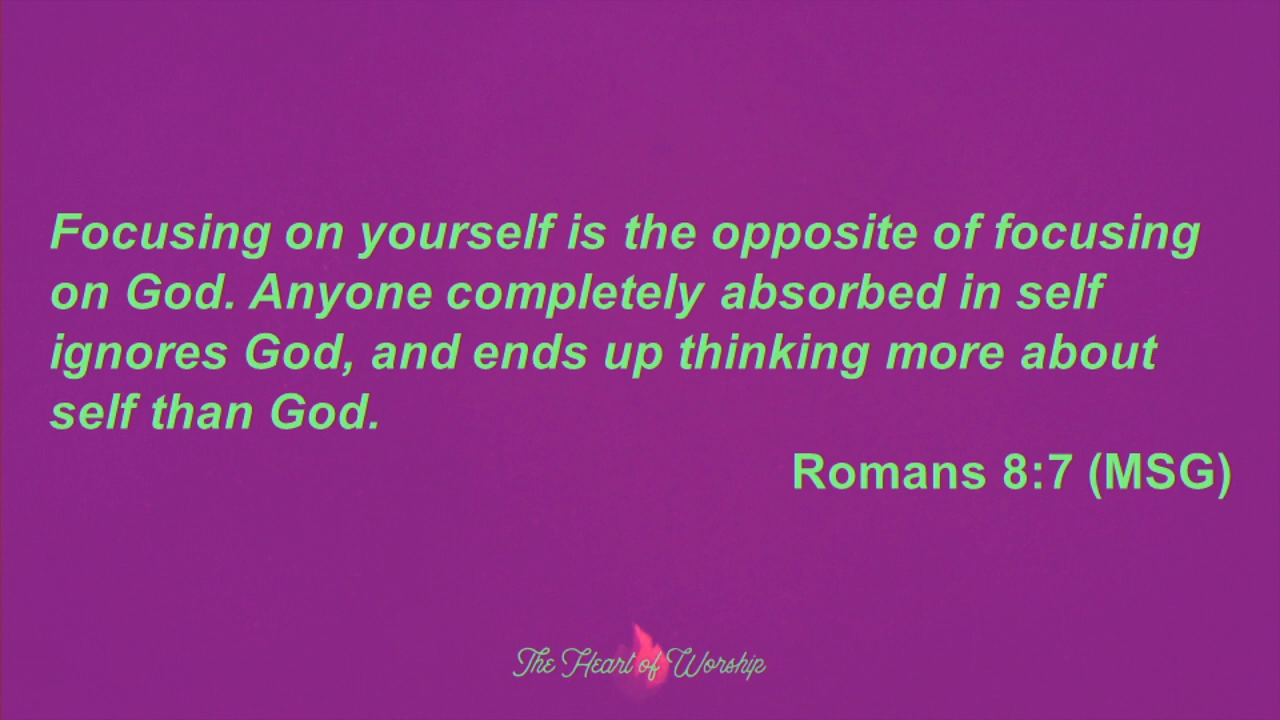 Focusing on yourself is the opposite of focusing
on God. Anyone completely absorbed in self
ignores God, and ends up thinking more about
self than God.
Romans 8:7 (MSG)
The Heart of Worship